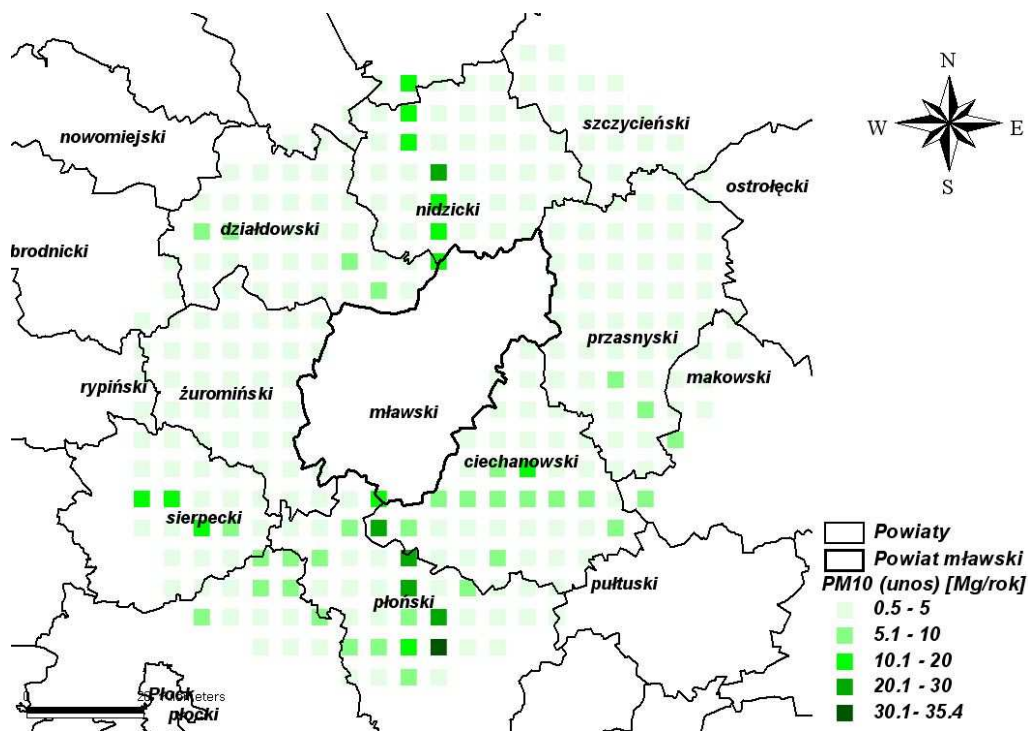 N
W
E
S
nowomiejski
szczycieński
ostrołęcki
nidzicki
działdowski
brodnicki
przasnyski
makowski
rypiński
żuromiński
mławski
ciechanowski
sierpecki
pułtuski
płoński
Płock
płocki
Powiaty
Powiat mławski
PM10 (unos) [Mg/rok]
0.5 - 5
5.1 - 10
10.1 - 20
20.1 - 30
30.1 - 35.4